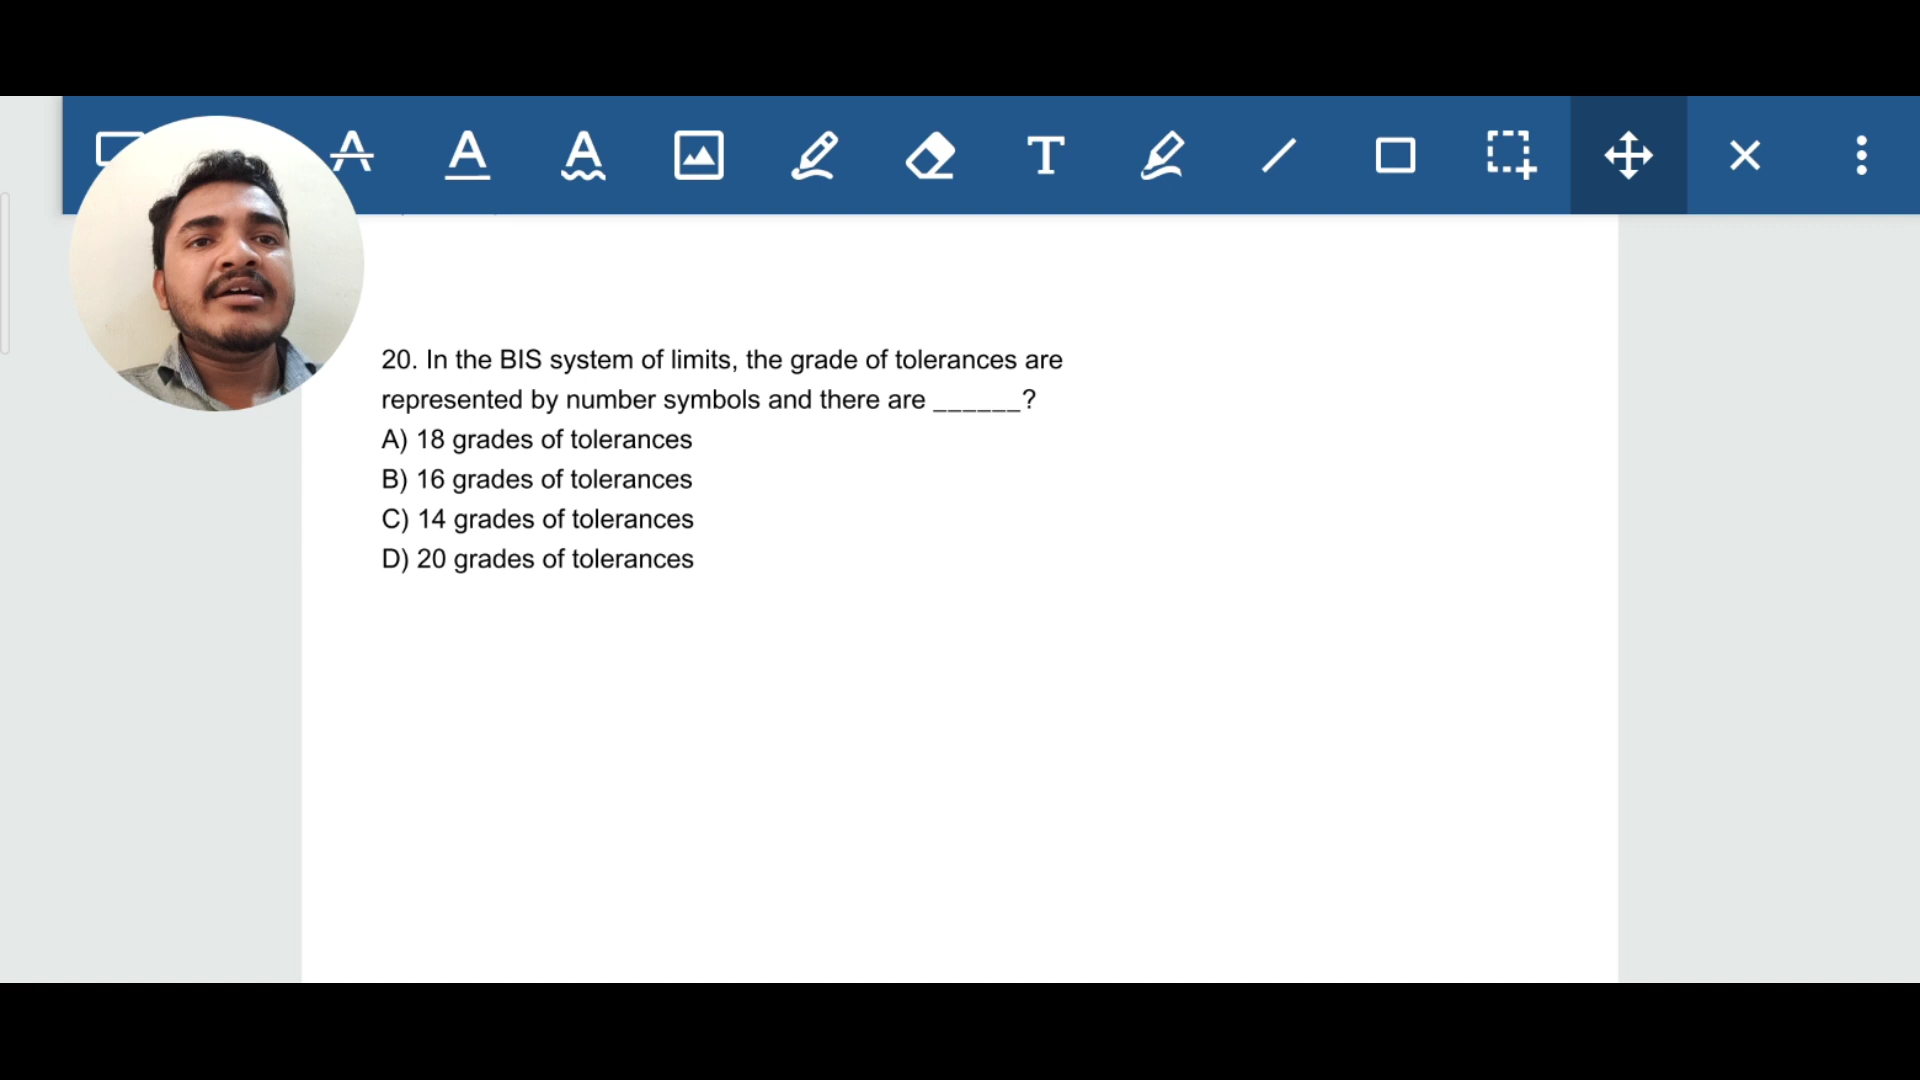 20. In the BIS system of limits, the grade of tolerances are
represented by number symbols and there are ______?
A) 18 grades of tolerances
B) 16 grades of tolerances
C) 14 grades of tolerances
D) 20 grades of tolerances